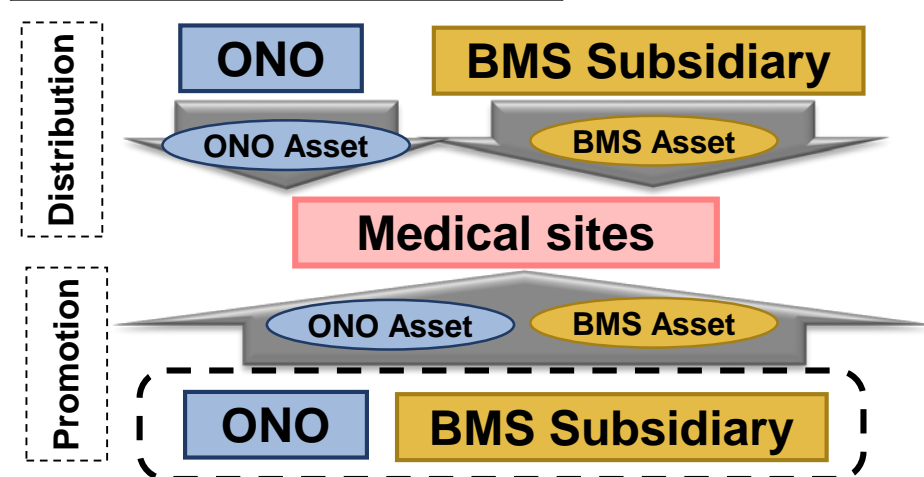 Distribution
ONO
BMS Subsidiary
ONO Asset
BMS Asset
Medical sites
Promotion
ONO Asset
BMS Asset
ONO
BMS Subsidiary